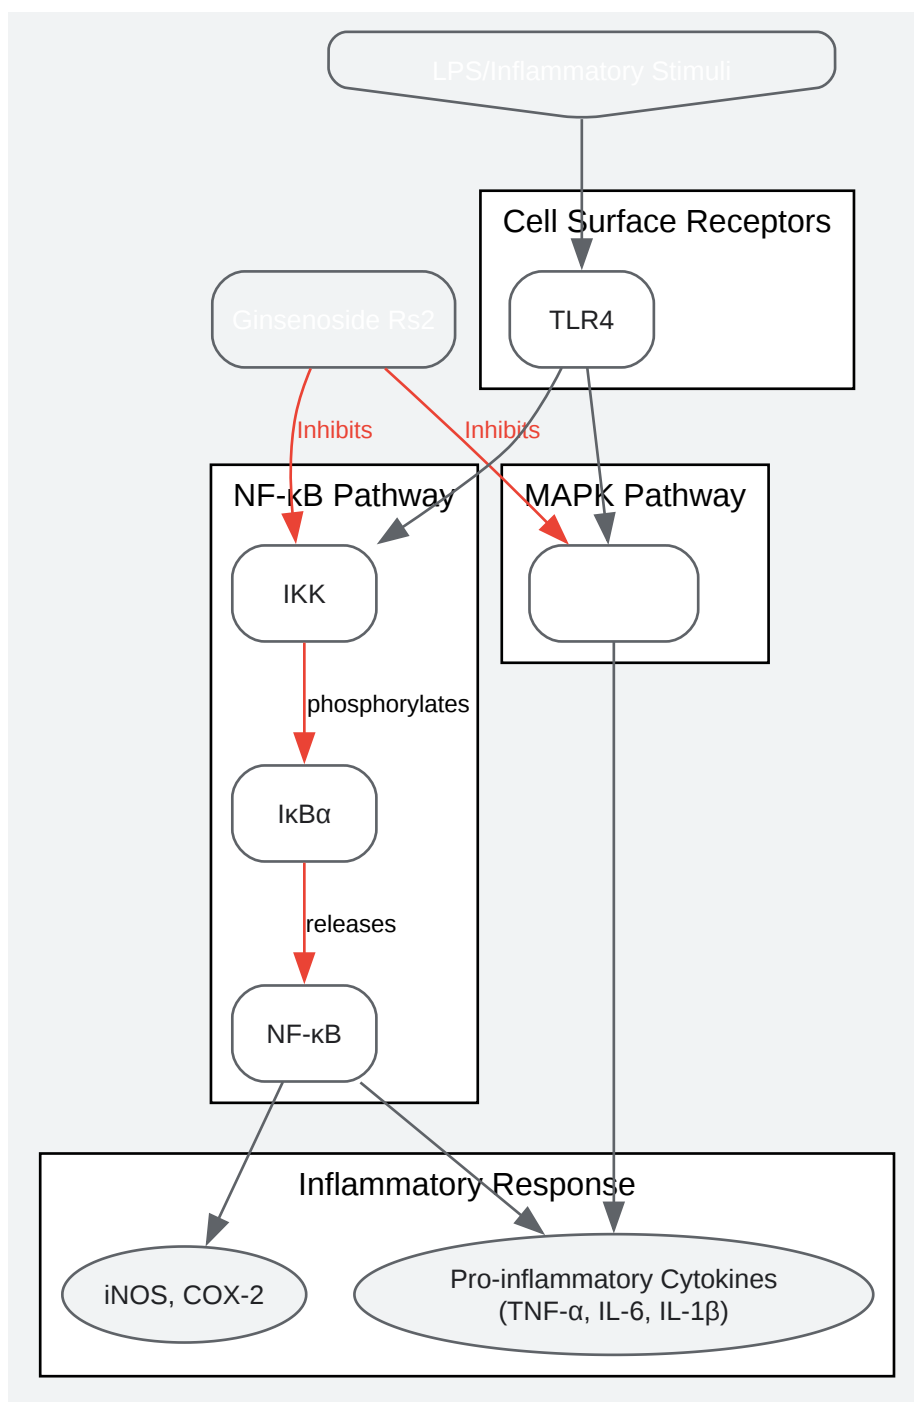 LPS/Inflammatory Stimuli
Cell Surface Receptors
Ginsenoside Rs2
TLR4
Inhibits
Inhibits
NF-κB Pathway
MAPK Pathway
IKK
phosphorylates
IκBα
releases
NF-κB
Inflammatory Response
iNOS, COX-2
Pro-inflammatory Cytokines
(TNF-α, IL-6, IL-1β)